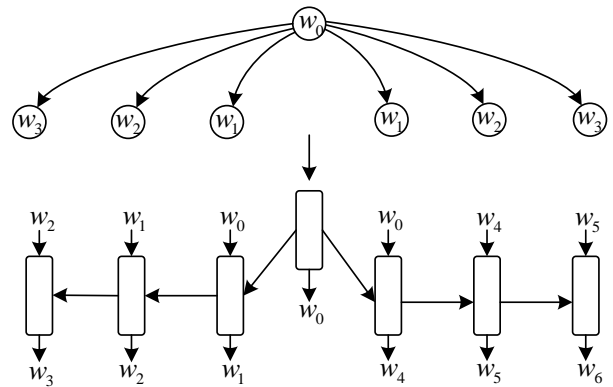 w₀
w₃ w₂ w₁ w₁ w₂ w₃
w₂ w₁ w₀ w₀ w₄ w₅
w₀
w₃ w₂ w₁ w₄ w₅ w₆